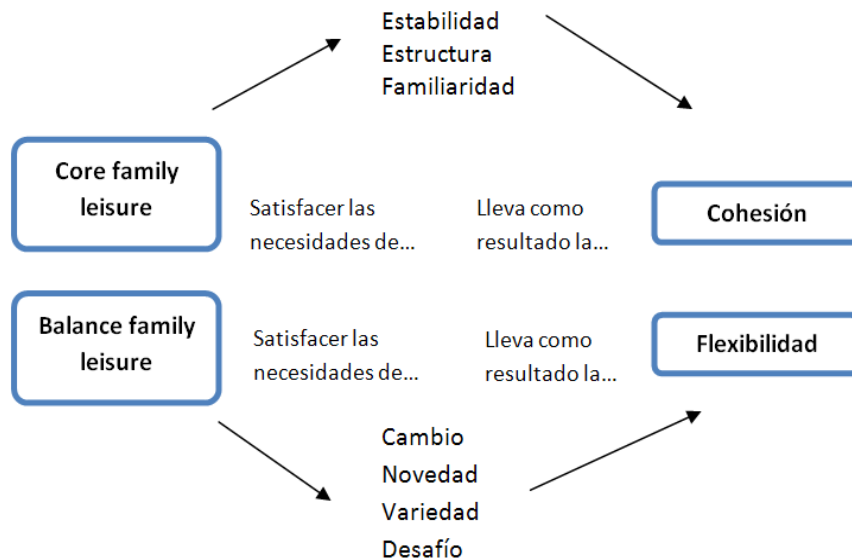 Estabilidad
Estructura
Familiaridad
Core family
leisure
Satisfacer las
necesidades de...
Lleva como
resultado la...
Cohesión
Balance family
leisure
Satisfacer las
necesidades de...
Lleva como
resultado la...
Flexibilidad
Cambio
Novedad
Variedad
Desafío